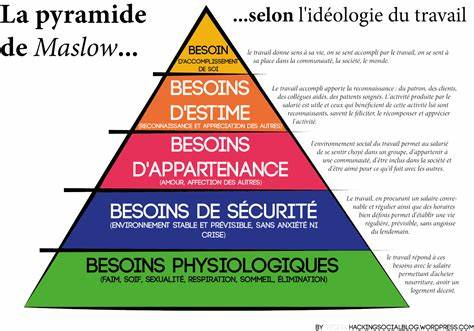 La pyramide
de Maslow...
...selon l'idéologie du travail
BESOIN
D'ACCOMPLISSEMENT
DE SOI
le travail donne sens à sa vie, on se sent accompli par le travail, on se sent à
sa place dans la communauté, la société, le monde.
BESOINS
D'ESTIME
(RECONNAISSANCE ET APPRÉCIATION DES AUTRES)
Le travail accompli apporte la reconnaissance : du patron, des clients,
des collègues aidés, des patients soignés. L'activité produite par le
salarié est utile et ceux qui bénéficient de cette activité lui sont
reconnaissants, savent le féliciter, le récompenser et apprécier
l'activité.
BESOINS
D'APPARTENANCE
(AMOUR, AFFECTION DES AUTRES)
l'environnement social du travail permet au salarié
de se sentir choyé dans un groupe, d'appartenir à
une communauté, d'être inclus dans la société et
d'être aimé pour ce qu'il fait avec les autres.
BESOINS DE SÉCURITÉ
(ENVIRONNEMENT STABLE ET PRÉVISIBLE, SANS ANXIÉTÉ NI
CRISE)
Le travail, en procurant un salaire conve-
nable et régulier ainsi que des horaires
bien définis permet d'établir une vie
régulière, prévisible, sans angoisse
du lendemain.
BESOINS PHYSIOLOGIQUES
(FAIM, SOIF, SEXUALITÉ, RESPIRATION, SOMMEIL, ÉLIMINATION)
le travail répond à ces
besoins avec le salaire
permettant d'acheter
nourriture, avoir un
logement décent.
BY HACKINGSOCIALBLOG.WORDPRESS.COM